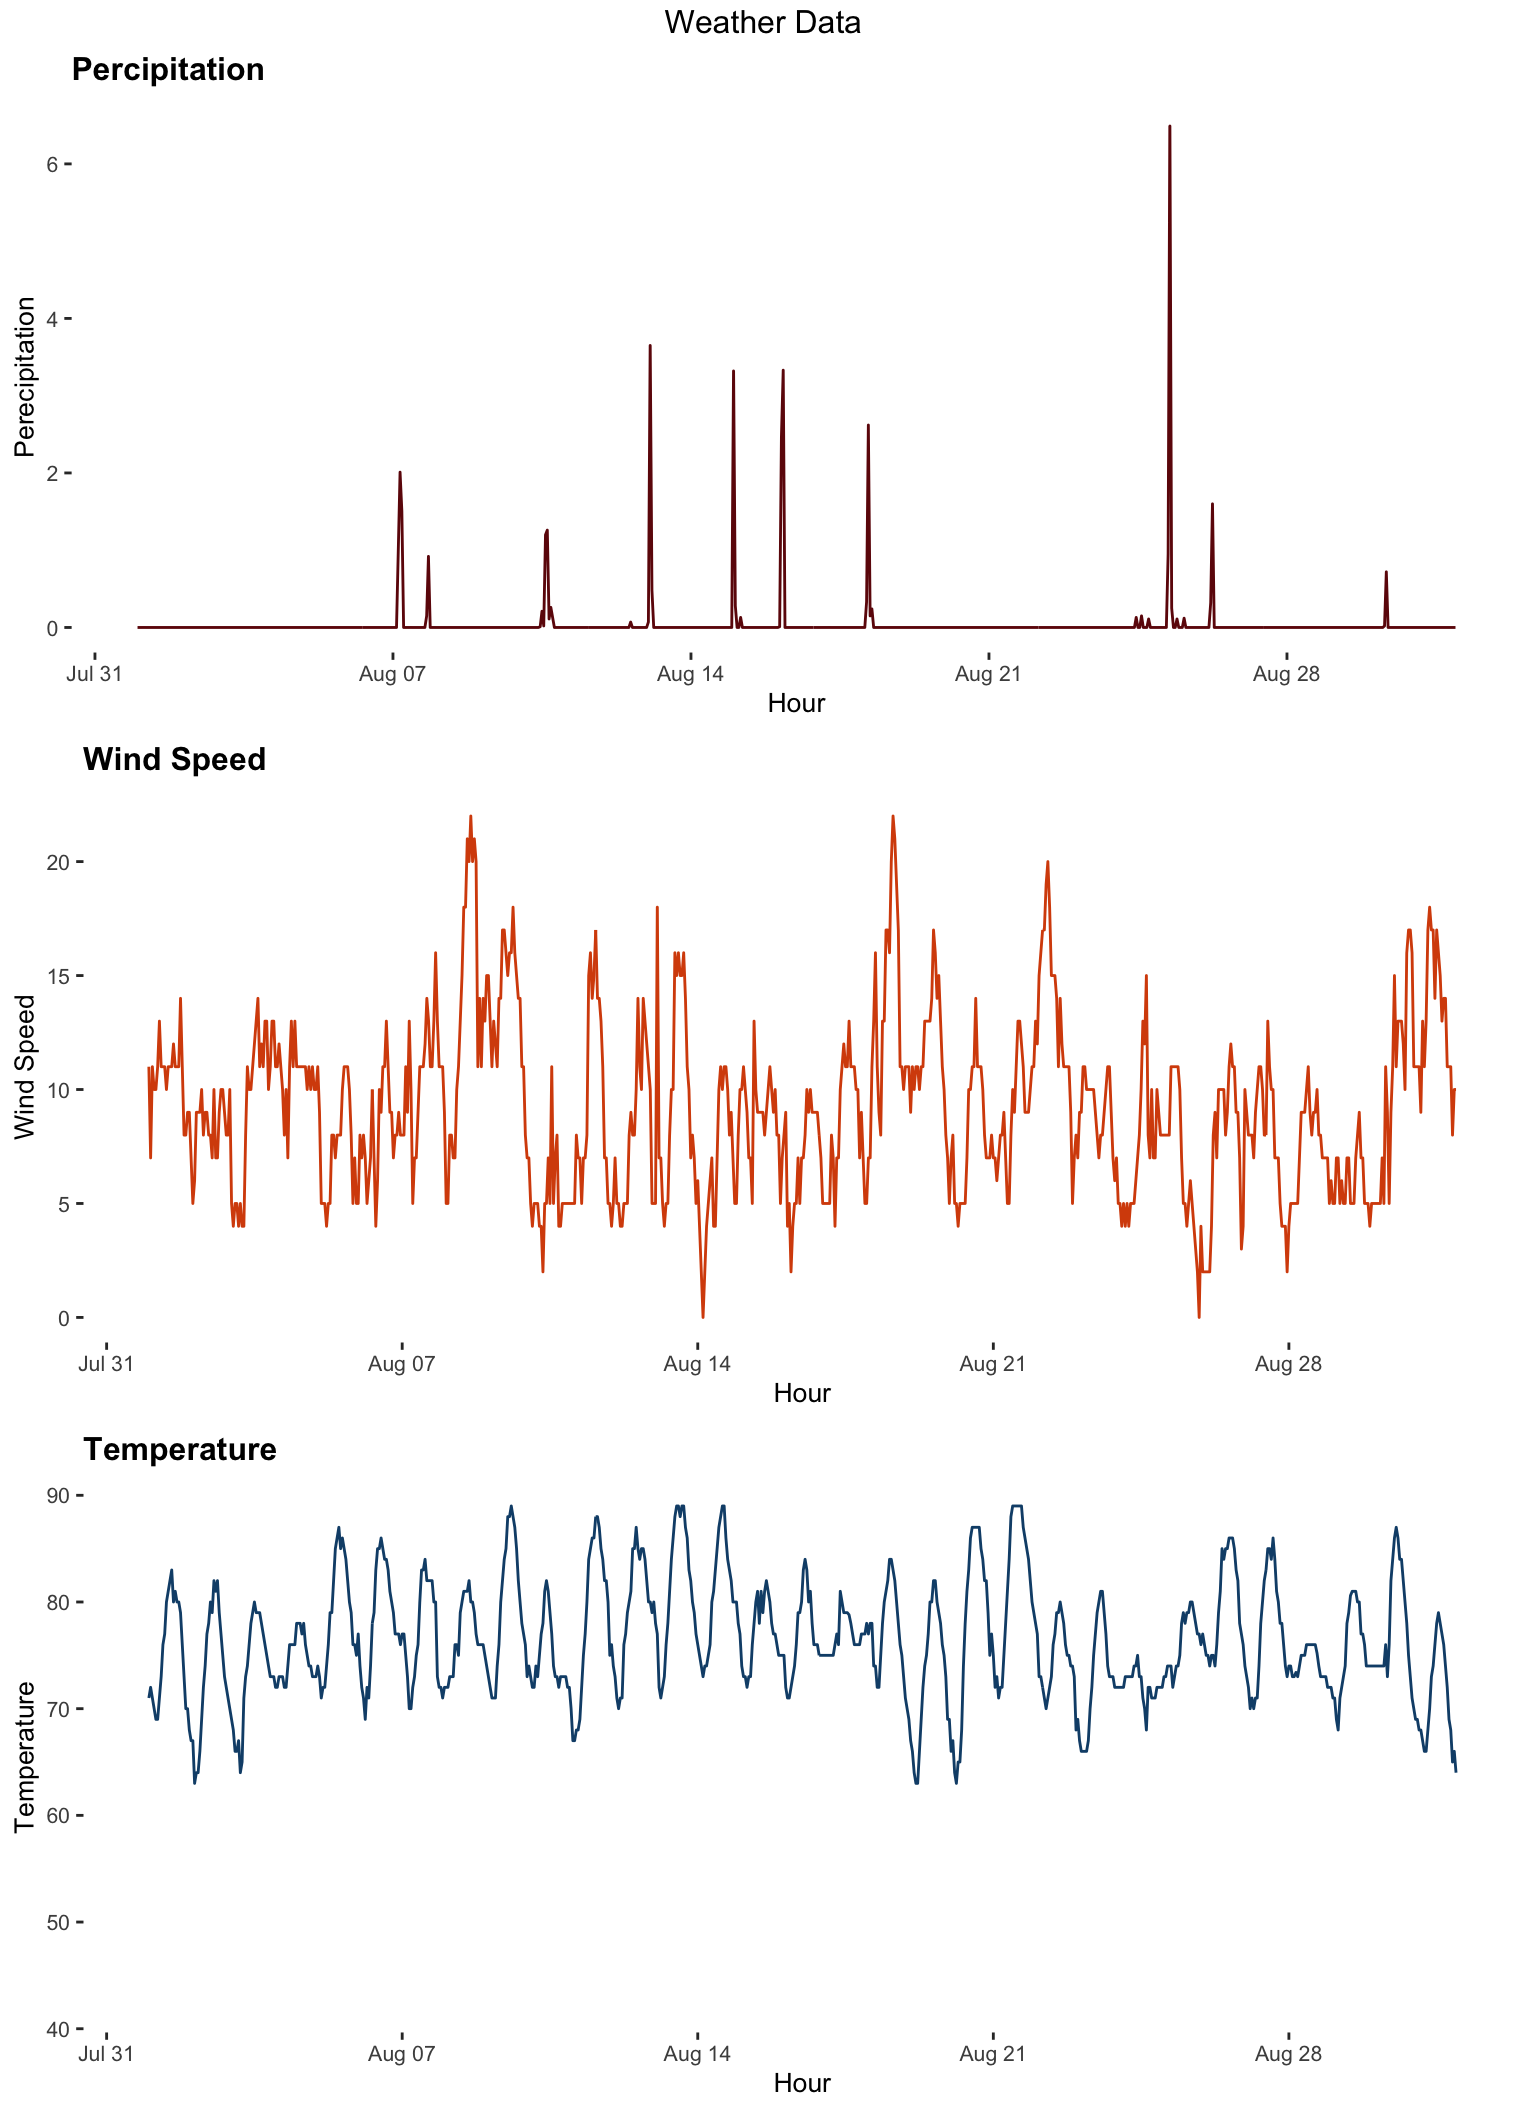 Weather Data
Percipitation
6
4
2
0
Perecipitation
Jul 31 Aug 07 Aug 14 Aug 21 Aug 28
Hour
Wind Speed
20
15
10
5
0
Wind Speed
Jul 31 Aug 07 Aug 14 Aug 21 Aug 28
Hour
Temperature
90
80
70
60
50
40
Temperature
Jul 31 Aug 07 Aug 14 Aug 21 Aug 28
Hour